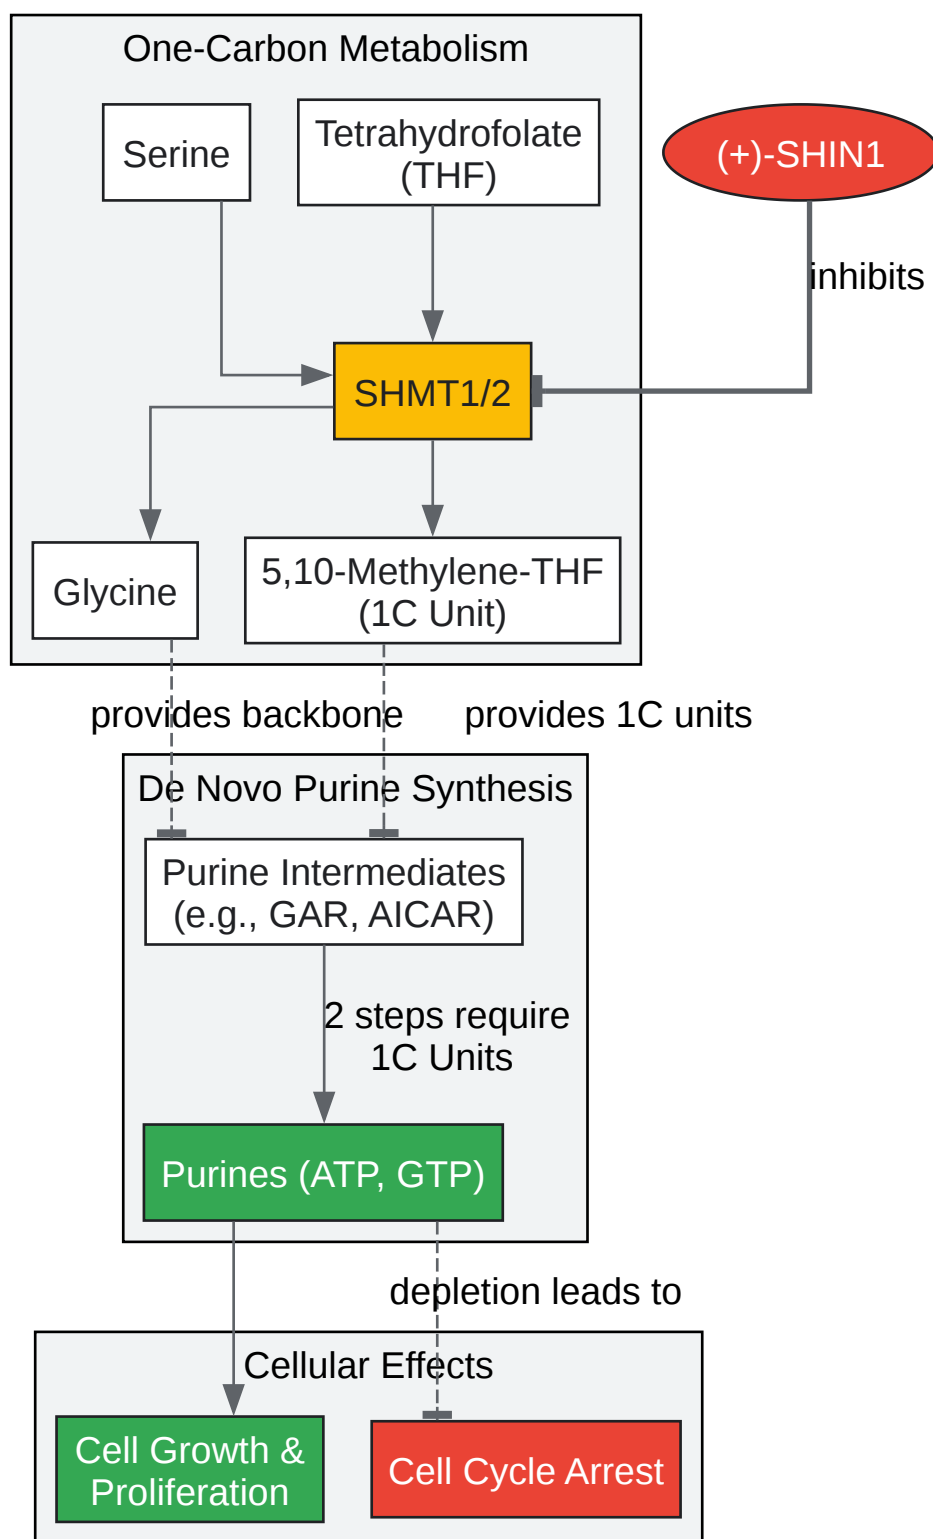 One-Carbon Metabolism
Serine
Tetrahydrofolate
(THF)
(+)-SHIN1
inhibits
SHMT1/2
Glycine
5,10-Methylene-THF
(1C Unit)
provides backbone
provides 1C units
De Novo Purine Synthesis
Purine Intermediates
(e.g., GAR, AICAR)
2 steps require
1C Units
Purines (ATP, GTP)
depletion leads to
Cellular Effects
Cell Growth &
Proliferation
Cell Cycle Arrest